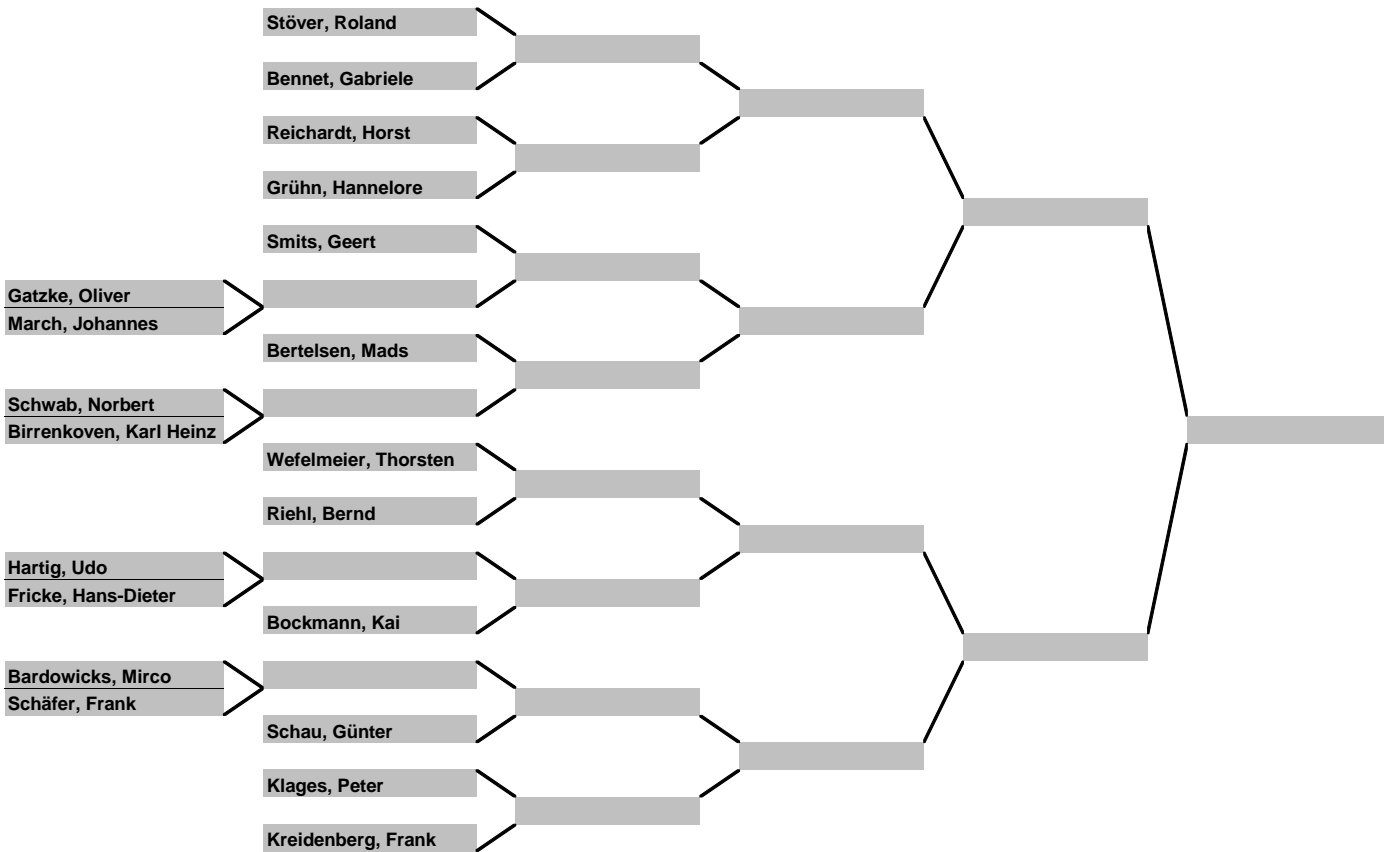 Stöver, Roland
Bennet, Gabriele
Reichardt, Horst
Grühn, Hannelore
Smits, Geert
Gatzke, Oliver
March, Johannes
Bertelsen, Mads
Schwab, Norbert
Birrenkoven, Karl Heinz
Wefelmeier, Thorsten
Riehl, Bernd
Hartig, Udo
Fricke, Hans-Dieter
Bockmann, Kai
Bardowicks, Mirco
Schäfer, Frank
Schau, Günter
Klages, Peter
Kreidenberg, Frank